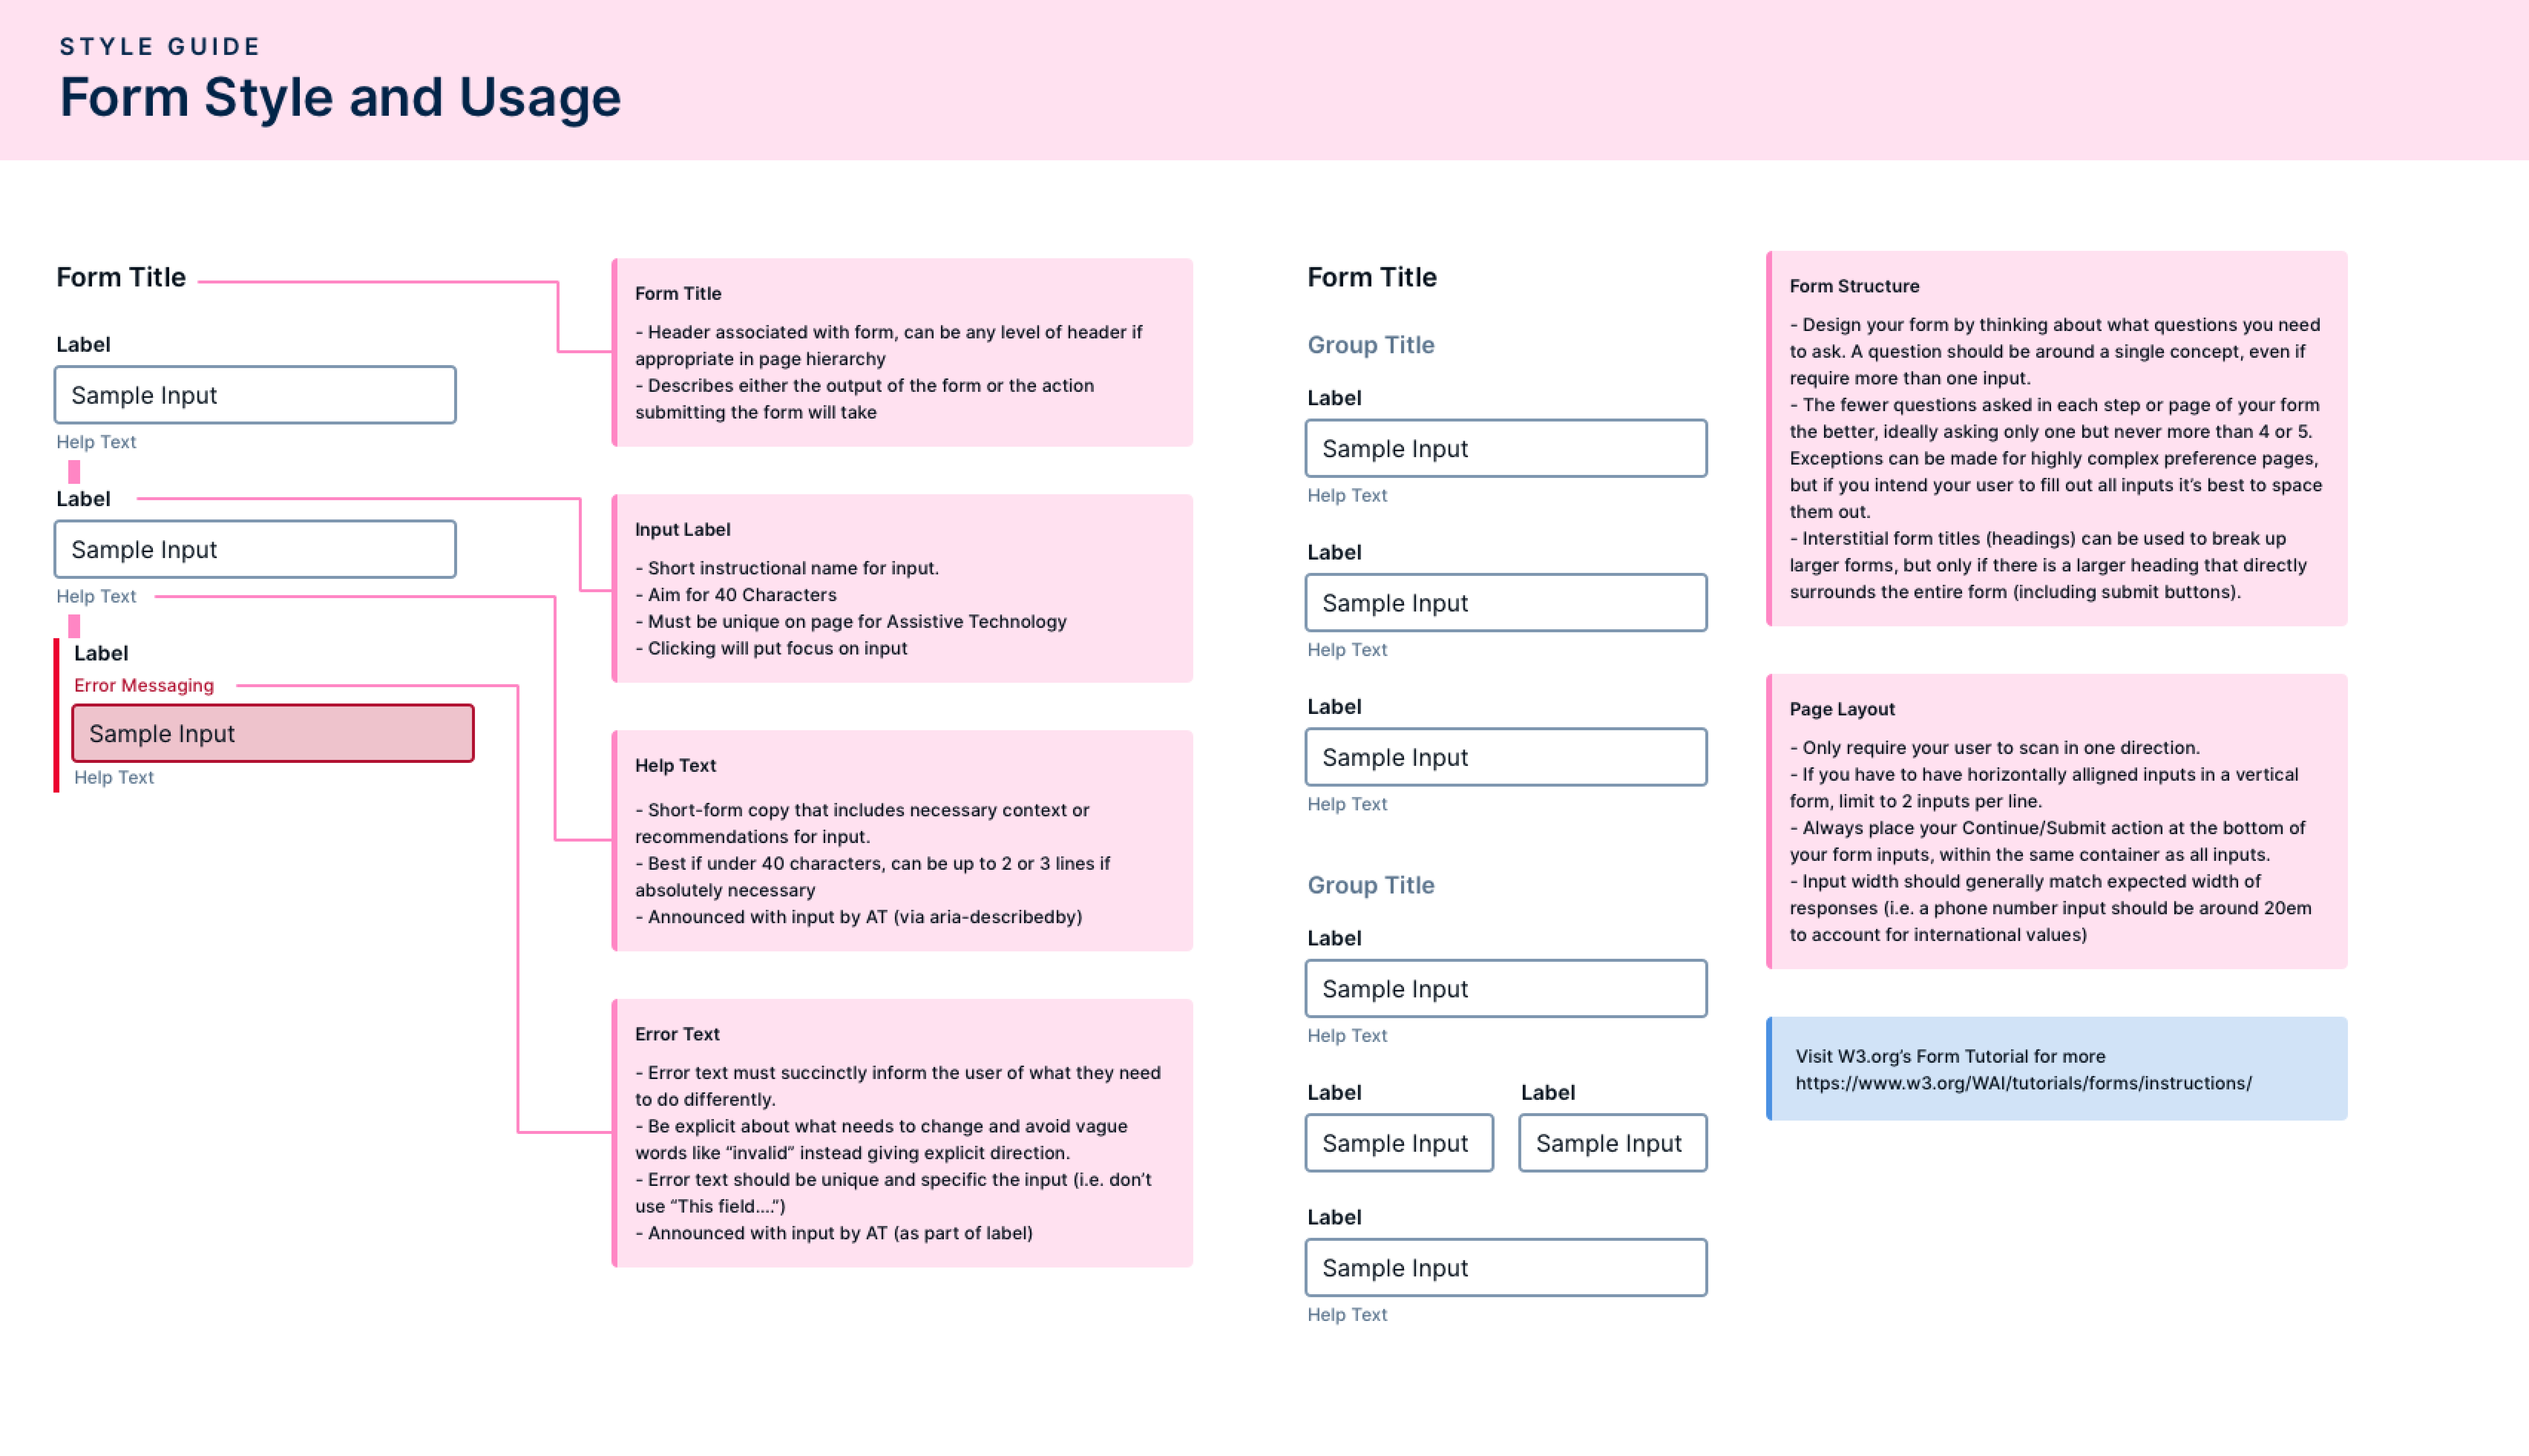 STYLE GUIDE
Form Style and Usage
Form Title
Label
Sample Input
Help Text
Label
Sample Input
Help Text
Label
Error Messaging
Sample Input
Help Text
Form Title
- Header associated with form, can be any level of header if
appropriate in page hierarchy
- Describes either the output of the form or the action
submitting the form will take
Input Label
- Short instructional name for input.
- Aim for 40 Characters
- Must be unique on page for Assistive Technology
- Clicking will put focus on input
Help Text
- Short-form copy that includes necessary context or
recommendations for input.
- Best if under 40 characters, can be up to 2 or 3 lines if
absolutely necessary
- Announced with input by AT (via aria-describedby)
Error Text
- Error text must succinctly inform the user of what they need
to do differently.
- Be explicit about what needs to change and avoid vague
words like “invalid” instead giving explicit direction.
- Error text should be unique and specific the input (i.e. don’t
use “This field....”)
- Announced with input by AT (as part of label)
Form Title
Group Title
Label
Sample Input
Help Text
Label
Sample Input
Help Text
Label
Sample Input
Help Text
Group Title
Label
Sample Input
Help Text
Label Label
Sample Input Sample Input
Label
Sample Input
Help Text
Form Structure
- Design your form by thinking about what questions you need
to ask. A question should be around a single concept, even if
require more than one input.
- The fewer questions asked in each step or page of your form
the better, ideally asking only one but never more than 4 or 5.
Exceptions can be made for highly complex preference pages,
but if you intend your user to fill out all inputs it’s best to space
them out.
- Interstitial form titles (headings) can be used to break up
larger forms, but only if there is a larger heading that directly
surrounds the entire form (including submit buttons).
Page Layout
- Only require your user to scan in one direction.
- If you have to have horizontally alligned inputs in a vertical
form, limit to 2 inputs per line.
- Always place your Continue/Submit action at the bottom of
your form inputs, within the same container as all inputs.
- Input width should generally match expected width of
responses (i.e. a phone number input should be around 20em
to account for international values)
Visit W3.org’s Form Tutorial for more
https://www.w3.org/WAI/tutorials/forms/instructions/